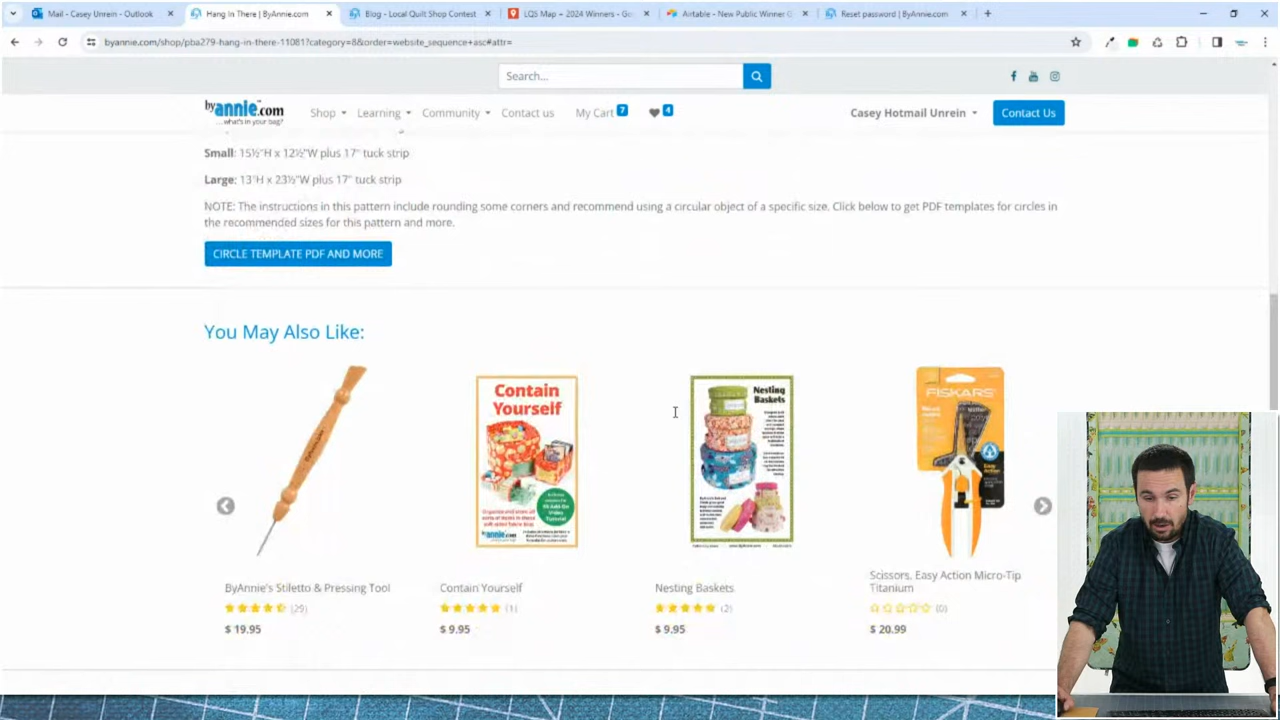 Mail - Casey Unrein - Outlook
Hang In There | ByAnnie.com
Blog - Local Quilt Shop Contest
LQS Map - 2024 Winners - Go
Airtable - New Public Winner
Reset password | ByAnnie.com
byannie.com/shop/pba279-hang-in-there-11081?category=8&order=website_sequence+asc#attr=
Search...
byannie.com
...what's in your bag?
Shop
Learning
Community
Contact us
My Cart 7
4
Casey Hotmail Unrein
Contact Us
Small: 15½"H x 12½"W plus 17" tuck strip
Large: 13"H x 23½"W plus 17" tuck strip
NOTE: The instructions in this pattern include rounding some corners and recommend using a circular object of a specific size. Click below to get PDF templates for circles in
the recommended sizes for this pattern and more.
CIRCLE TEMPLATE PDF AND MORE
You May Also Like:
Contain
Yourself
Nesting
Baskets
FISKARS
Easy
Action
ByAnnie's Stiletto & Pressing Tool
(29)
$ 19.95
Contain Yourself
(1)
$ 9.95
Nesting Baskets
(2)
$ 9.95
Scissors, Easy Action Micro-Tip
Titanium
(0)
$ 20.99